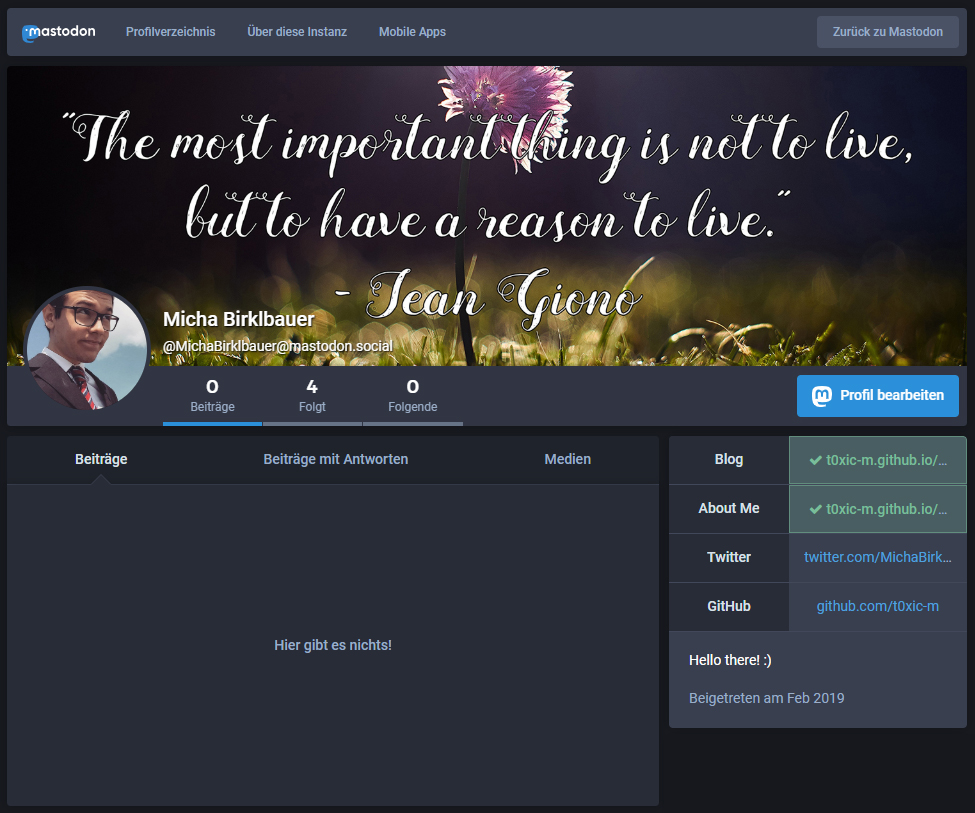 mastodon
Profilverzeichnis
Über diese Instanz
Mobile Apps
Zurück zu Mastodon
"The most important thing is not to live,
but to have a reason to live."
- Jean Giono
Micha Birklbauer
@MichaBirklbauer@mastodon.social
0
Beiträge
4
Folgt
0
Folgende
Profil bearbeiten
Beiträge
Beiträge mit Antworten
Medien
Hier gibt es nichts!
Blog
t0xic-m.github.io/...
About Me
t0xic-m.github.io/...
Twitter
twitter.com/MichaBirk...
GitHub
github.com/t0xic-m
Hello there! :)
Beigetreten am Feb 2019